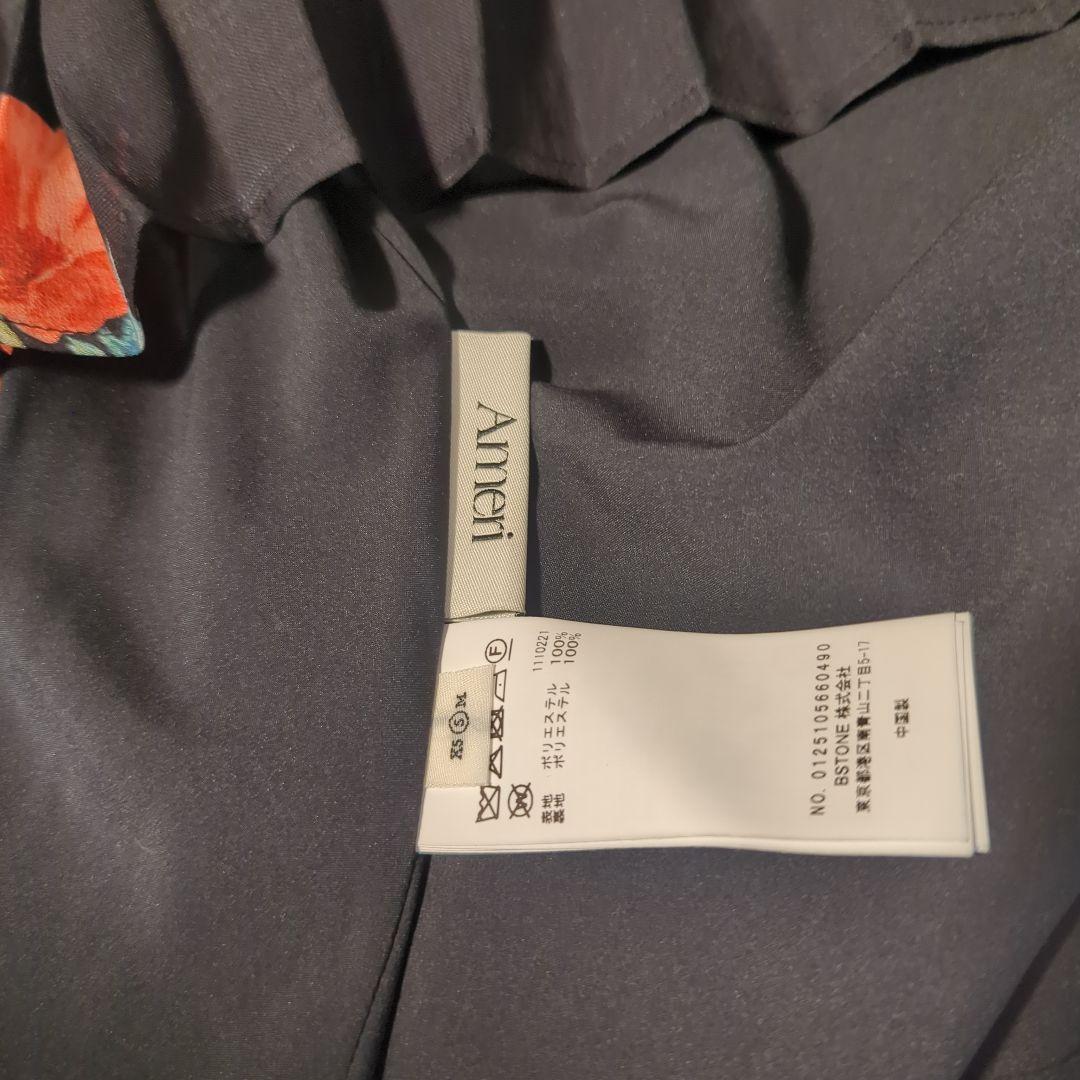 Ameri
XS S M
F
W
1110221
表地 ポリエステル 100%
裏地 ポリエステル 100%
NO. 0125105660490
BSTONE 株式会社
東京都港区南青山二丁目5-17
中国製